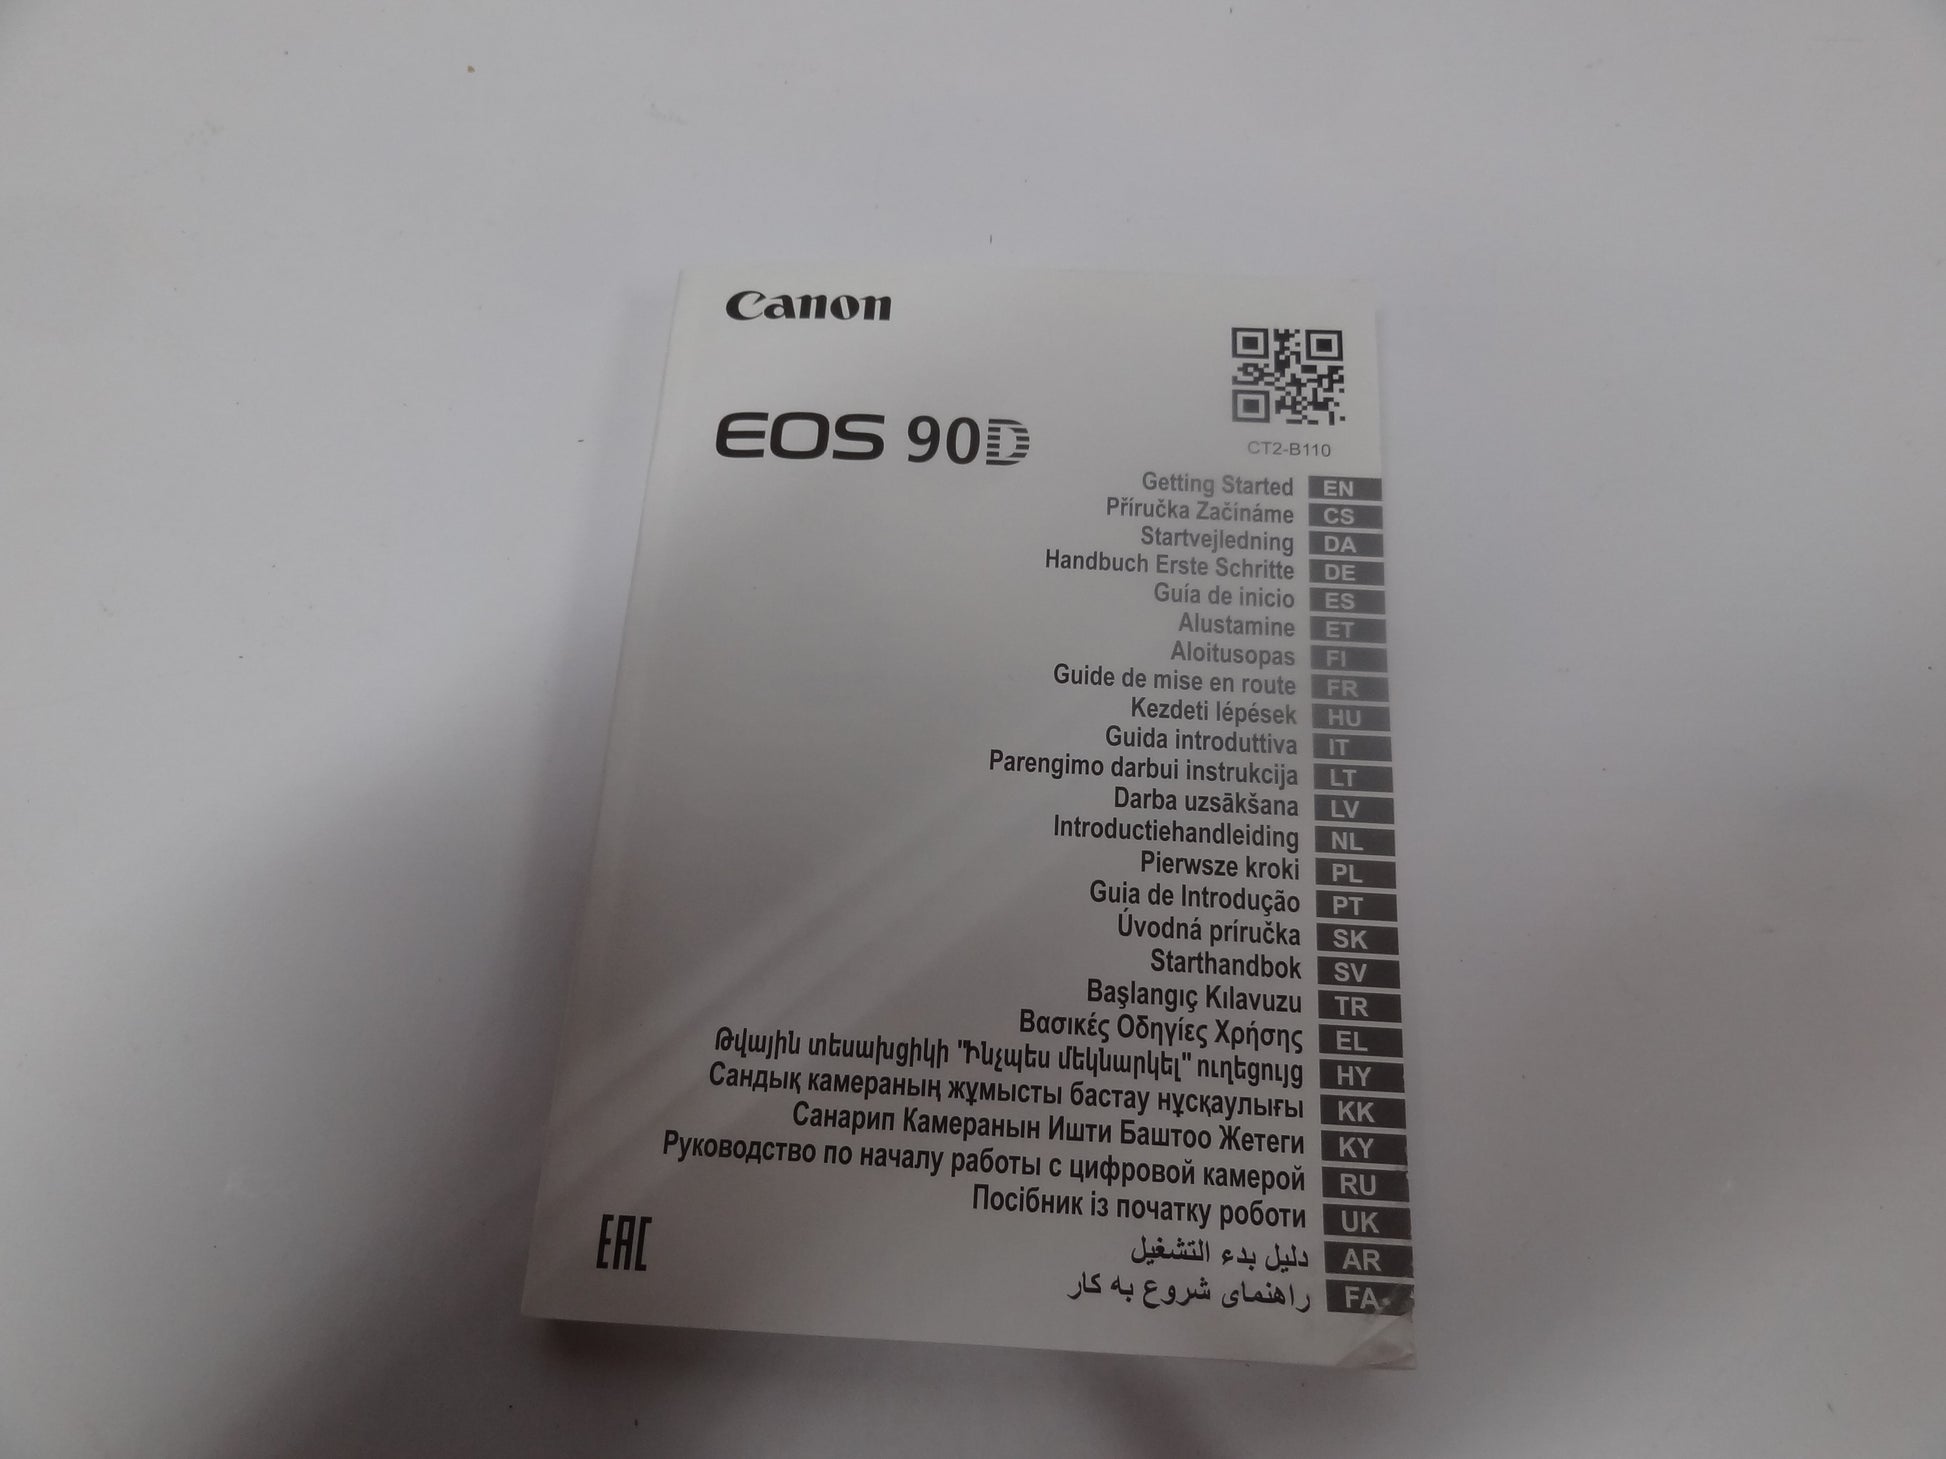 Canon
EOS 90D
CT2-B110
Getting Started EN
Příručka Začínáme CS
Startvejledning DA
Handbuch Erste Schritte DE
Guía de inicio ES
Alustamine ET
Aloitusopas FI
Guide de mise en route FR
Kezdeti lépések HU
Guida introduttiva IT
Parengimo darbui instrukcija LT
Darba uzsākšana LV
Introductiehandleiding NL
Pierwsze kroki PL
Guia de Introdução PT
Úvodná príručka SK
Starthandbok SV
Başlangıç Kılavuzu TR
Βασικές Οδηγίες Χρήσης EL
Թվային տեսախցիկի "Ինչպես մեկնարկել" ուղեցույց HY
Сандық камераның жұмысты бастау нұсқаулығы KK
Санарип Камеранын Ишти Баштоо Жетеги KY
Руководство по началу работы с цифровой камерой RU
Посібник із початку роботи UK
دليل بدء التشغيل AR
راهنمای شروع به کار FA
EAC